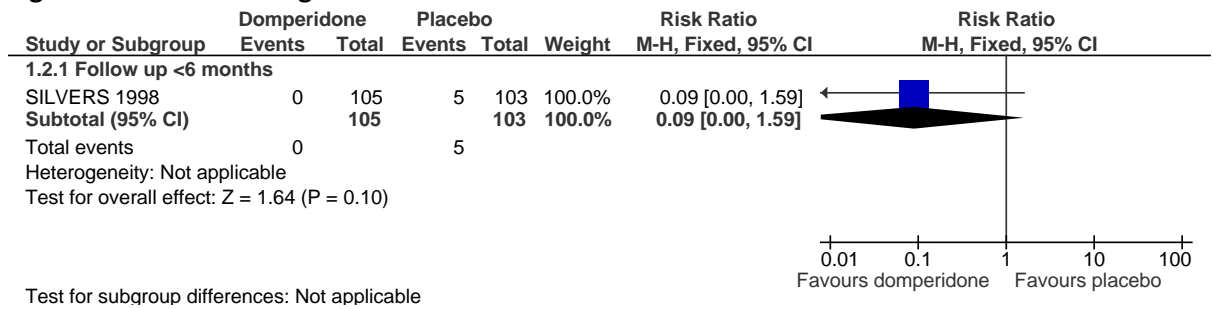 Domperidone Placebo Risk Ratio Risk Ratio
Study or Subgroup Events Total Events Total Weight M-H, Fixed, 95% CI M-H, Fixed, 95% CI
1.2.1 Follow up <6 months
SILVERS 1998 0 105 5 103 100.0% 0.09 [0.00, 1.59]
Subtotal (95% CI) 105 103 100.0% 0.09 [0.00, 1.59]
Total events 0 5
Heterogeneity: Not applicable
Test for overall effect: Z = 1.64 (P = 0.10)
0.01 0.1 1 10 100
Favours domperidone Favours placebo
Test for subgroup differences: Not applicable